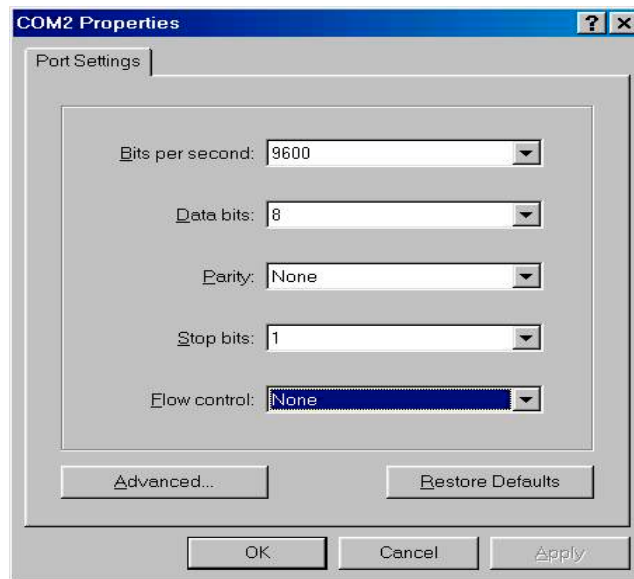 COM2 Properties
Port Settings
Bits per second: 9600
Data bits: 8
Parity: None
Stop bits: 1
Flow control: None
Advanced...
Restore Defaults
OK
Cancel
Apply